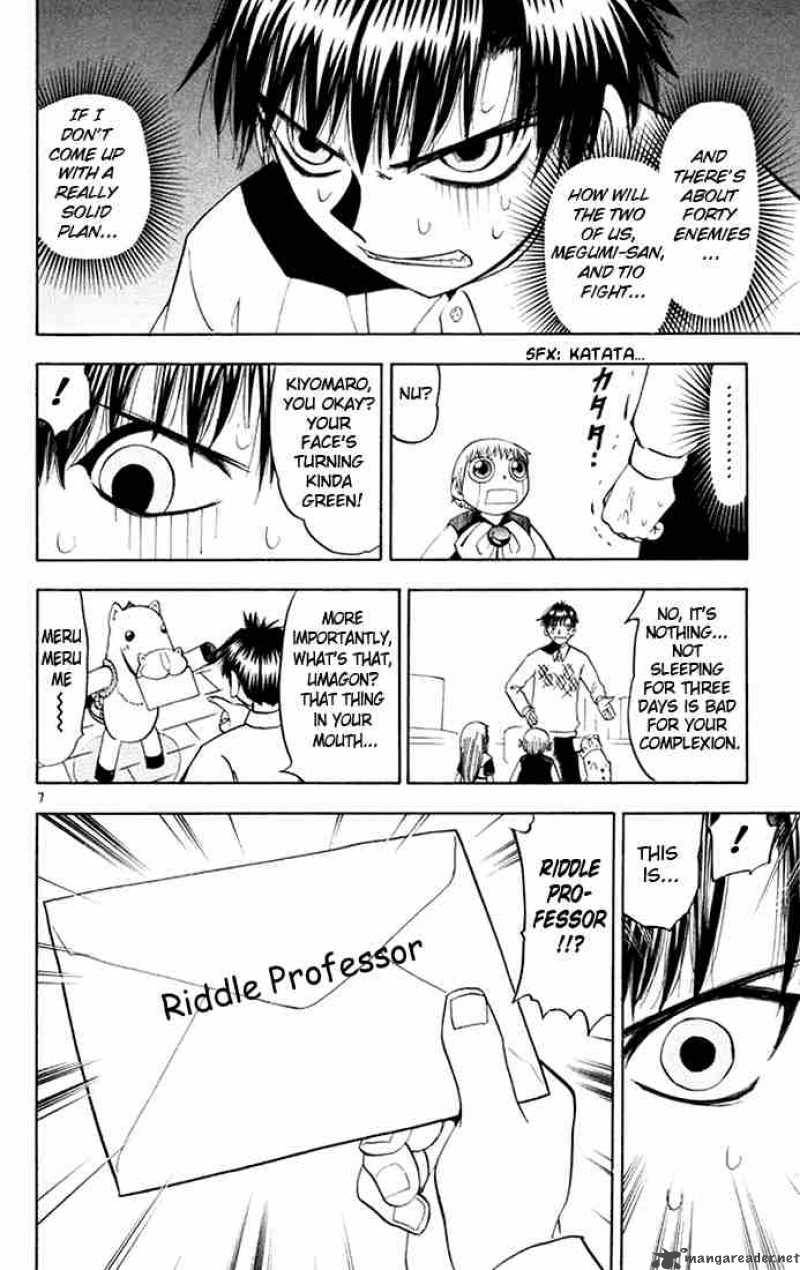 AND
THERE'S
ABOUT
FORTY
ENEMIES
...
HOW WILL
THE TWO
OF US,
MEGUMI-SAN,
AND TIO
FIGHT...
IF I
DON'T
COME UP
WITH A
REALLY
SOLID
PLAN...
SFX: KATATA...
.........
カタタ!
NU?
KIYOMARO,
YOU OKAY?
YOUR
FACE'S
TURNING
KINDA
GREEN!
!
NO, IT'S
NOTHING...
NOT
SLEEPING
FOR THREE
DAYS IS BAD
FOR YOUR
COMPLEXION.
MORE
IMPORTANTLY,
WHAT'S THAT,
UMAGON?
THAT THING
IN YOUR
MOUTH...
MERU
MERU
ME
~
7
!
THIS
IS...
RIDDLE
PRO-
FESSOR
!!?
Riddle Professor
mangareader.net